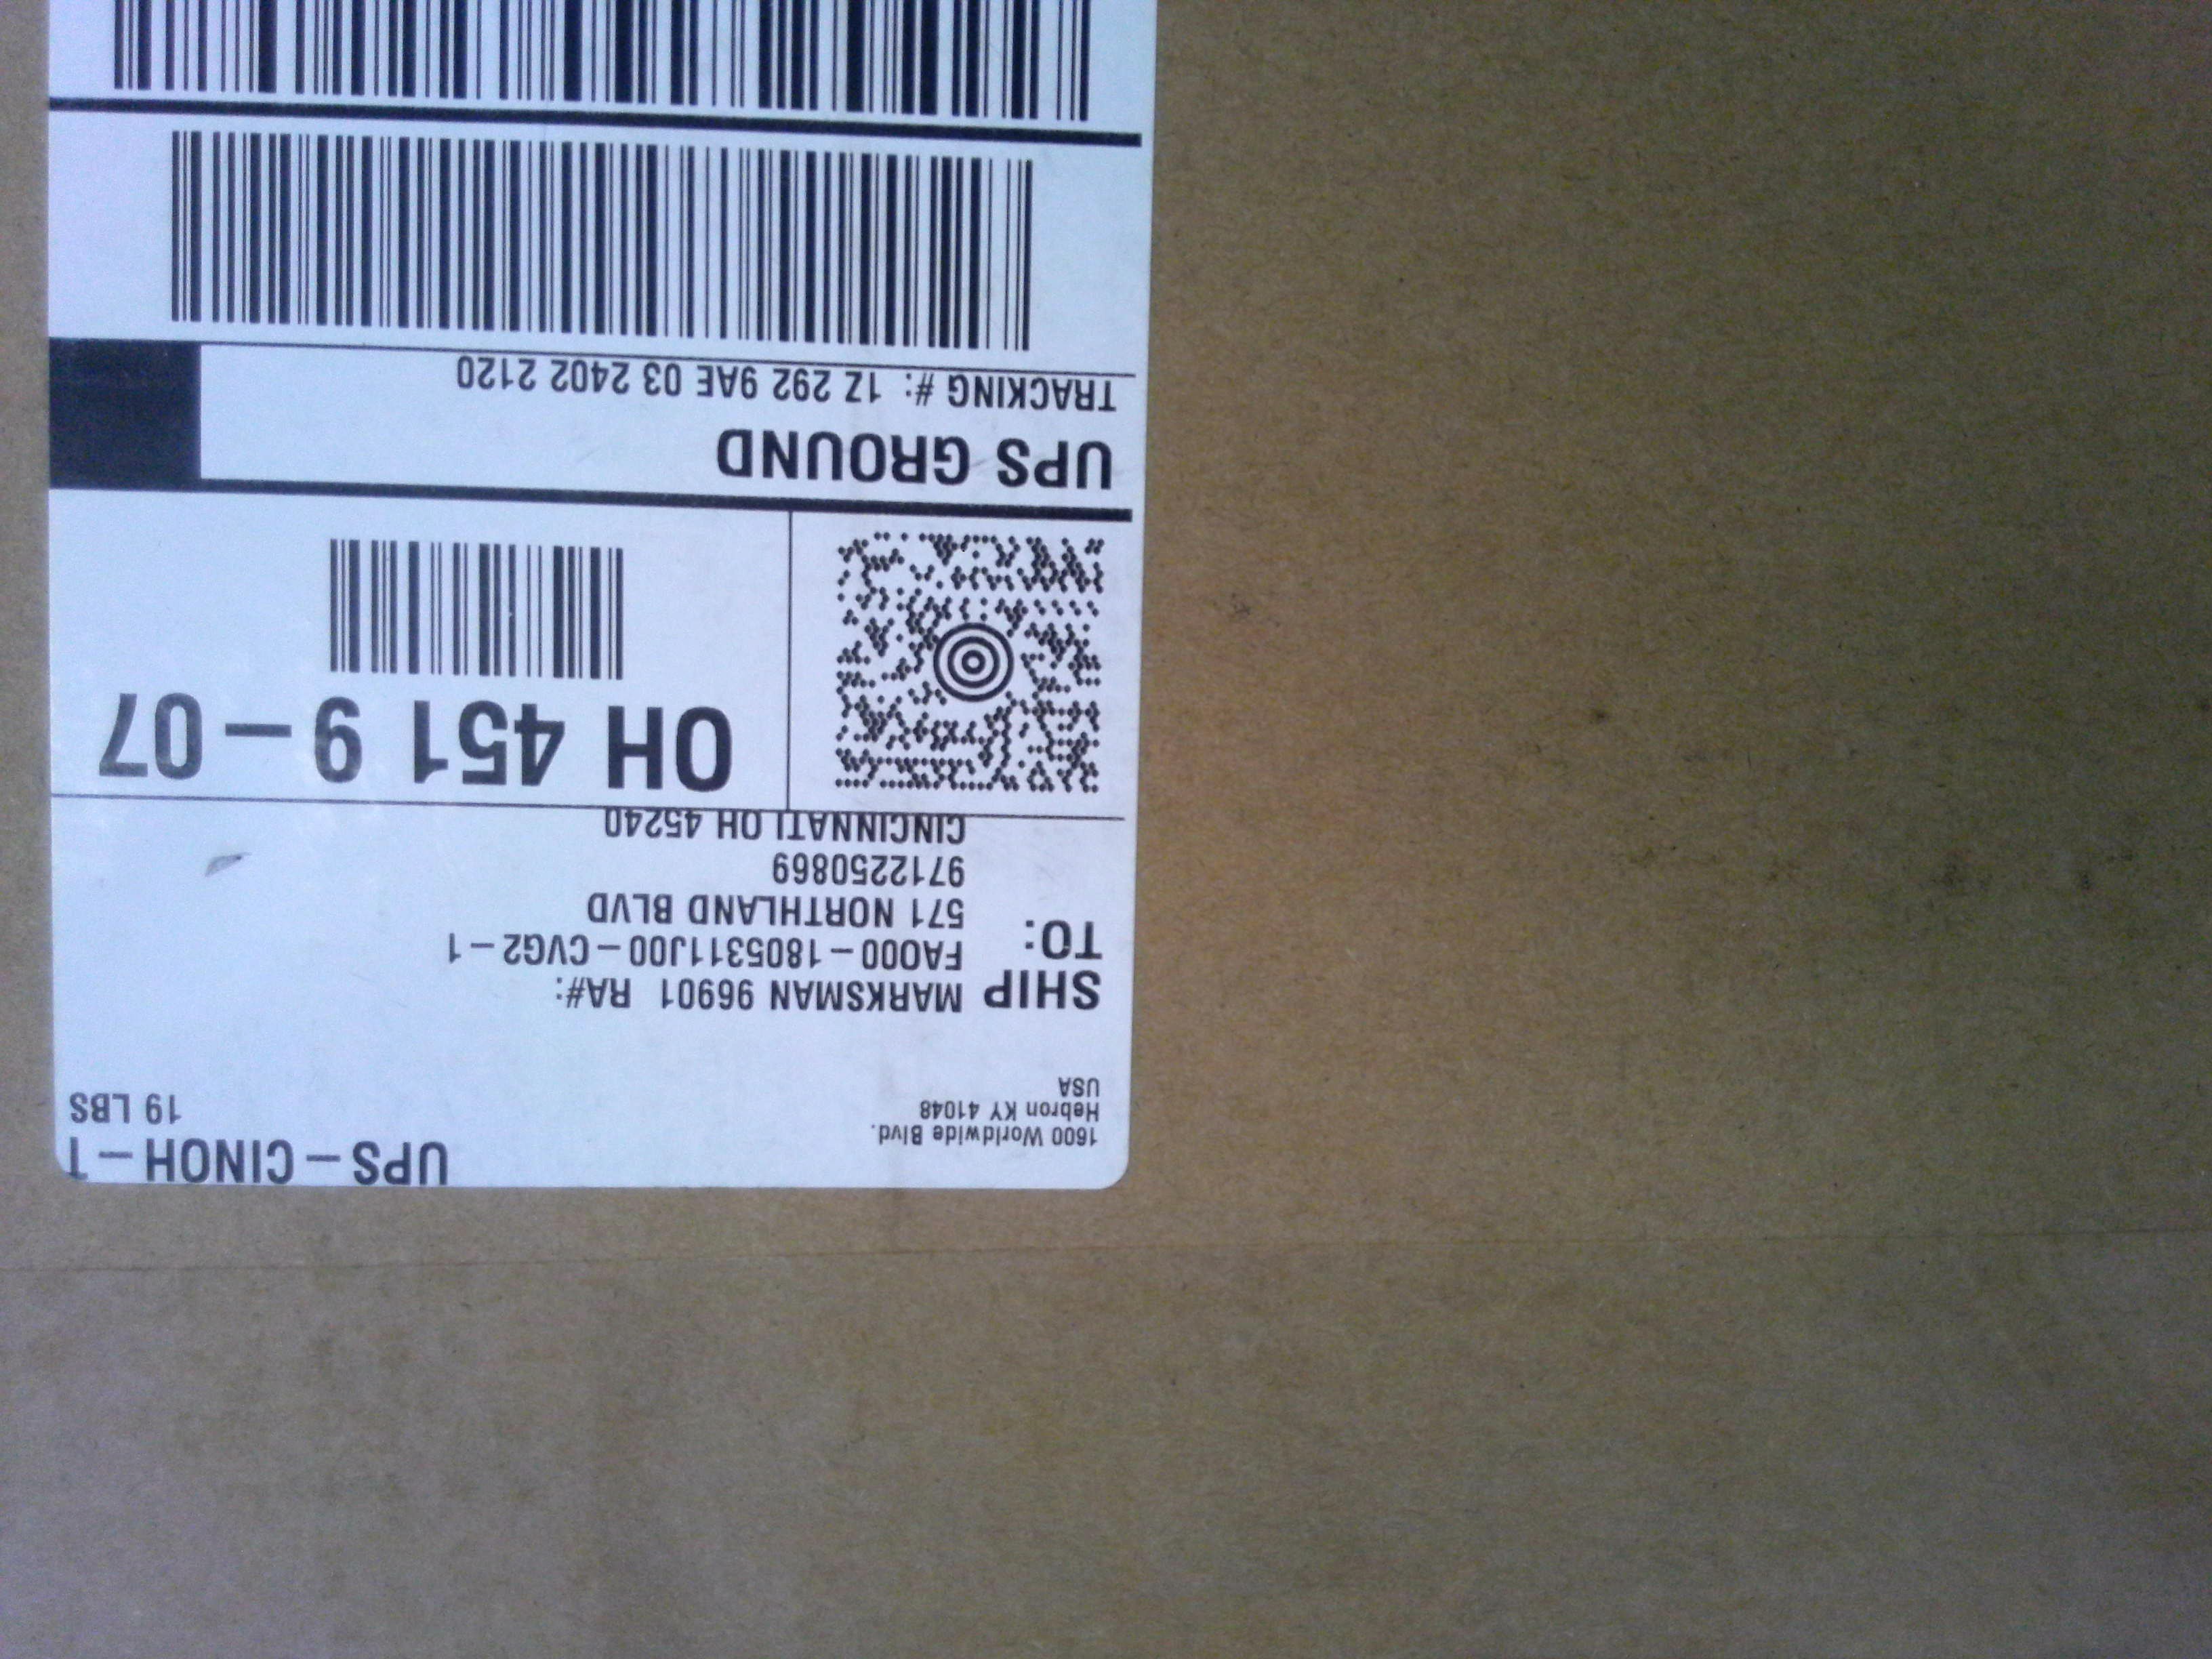 UPS-CINOH-1
19 LBS
1600 Worldwide Blvd.
Hebron KY 41048
USA
SHIP TO:
MARKSMAN 96901 RA#:
FAO00-1805311J00-CVG2-1
571 NORTHLAND BLVD
9712250869
CINCINNATI OH 45240
OH 451 9-07
UPS GROUND
TRACKING #: 1Z 292 9AE 03 2402 2120